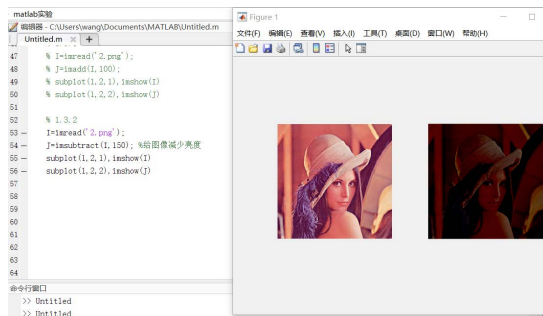 matlab实验
编辑器 - C:\Users\wang\Documents\MATLAB\Untitled.m
Untitled.m × +
47 % I=imread('2.png');
48 % J=imadd(I,100);
49 % subplot(1,2,1),imshow(I)
50 % subplot(1,2,2),imshow(J)
51
52 % 1.3.2
53 — I=imread('2.png');
54 — J=imsubtract(I,150); %给图像减少亮度
55 — subplot(1,2,1),imshow(I)
56 — subplot(1,2,2),imshow(J)
57
58
59
60
61
62
63
64
命令行窗口
>> Untitled
>> Untitled
Figure 1
文件(F) 编辑(E) 查看(V) 插入(I) 工具(T) 桌面(D) 窗口(W) 帮助(H)